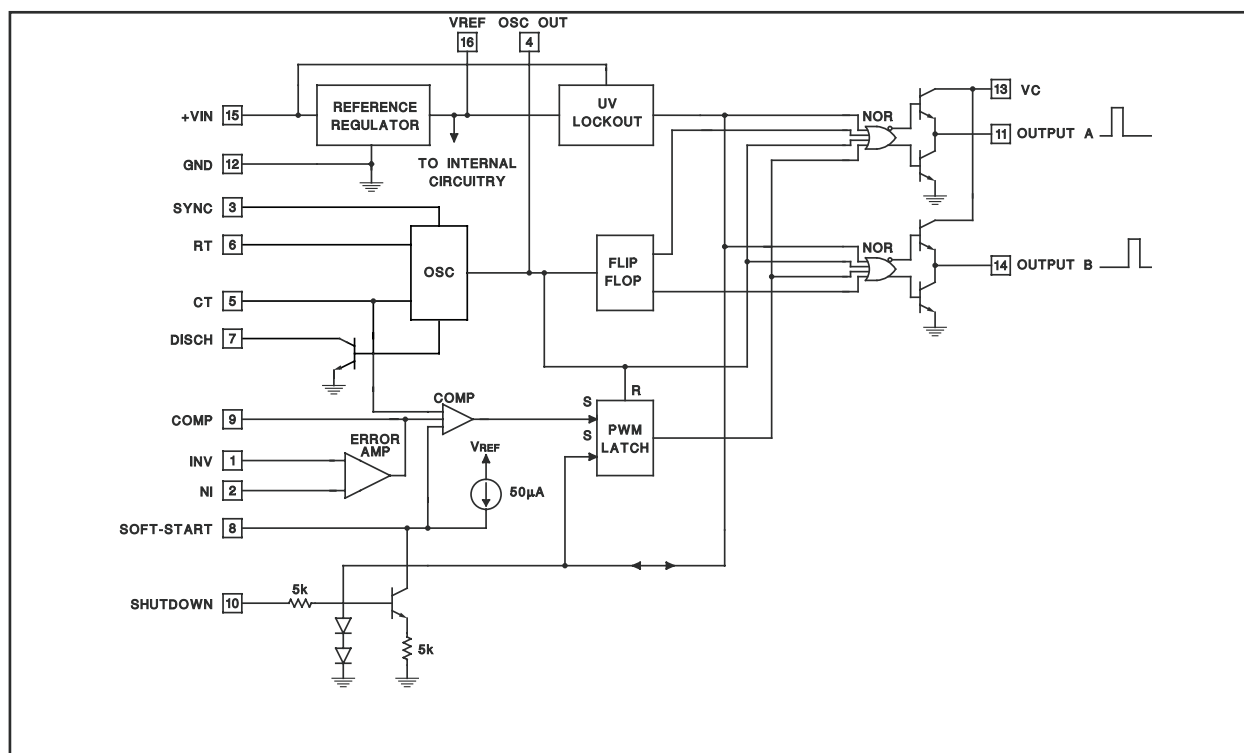 VREF OSC OUT
16 4
+VIN 15
REFERENCE
REGULATOR
UV
LOCKOUT
13 VC
NOR
11 OUTPUT A
GND 12
TO INTERNAL
CIRCUITRY
SYNC 3
RT 6
OSC
FLIP
FLOP
NOR
14 OUTPUT B
CT 5
DISCH 7
COMP
R
S
COMP 9
S
PWM
LATCH
ERROR
AMP
INV 1
VREF
NI 2
50µA
SOFT-START 8
5k
SHUTDOWN 10
5k